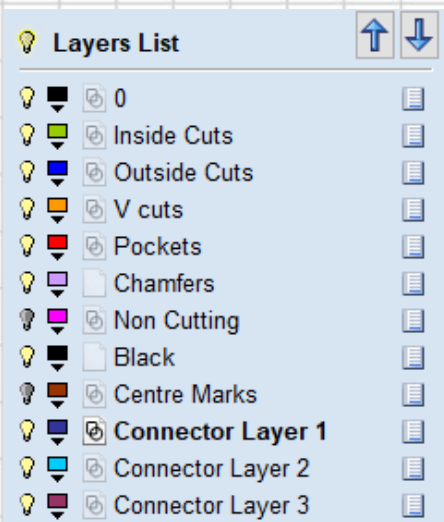 Layers List
0
Inside Cuts
Outside Cuts
V cuts
Pockets
Chamfers
Non Cutting
Black
Centre Marks
Connector Layer 1
Connector Layer 2
Connector Layer 3